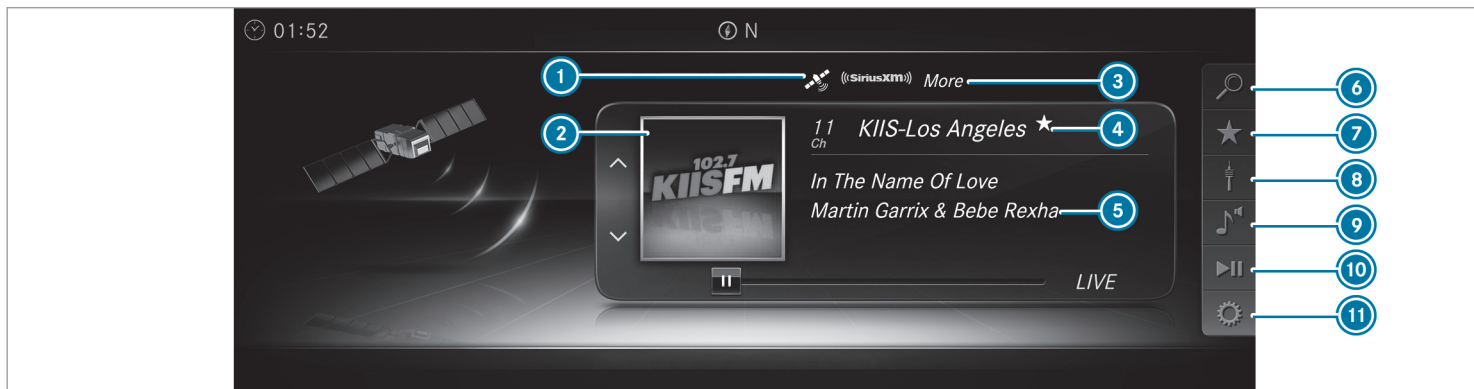 01:52
N
1
((SiriusXM))
More
3
6
2
102.7
KIISFM
11
Ch
KIIS-Los Angeles
4
7
In The Name Of Love
8
Martin Garrix & Bebe Rexha
5
9
LIVE
10
11